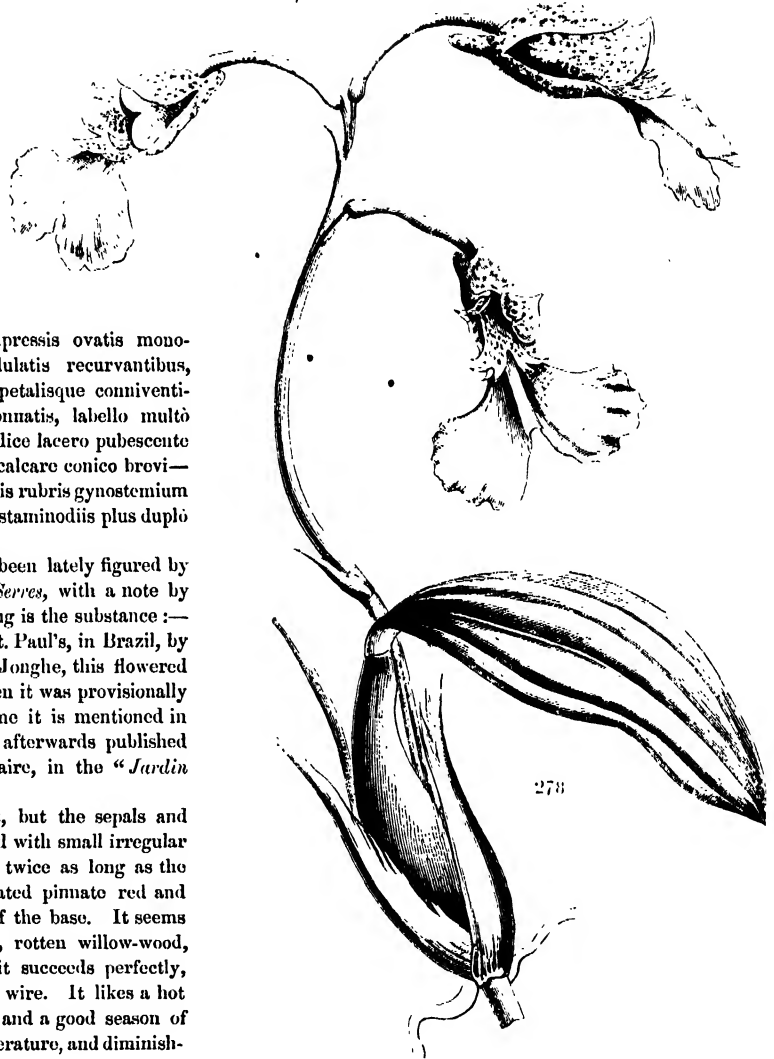 pressis ovatis mono-
lulatis recurvantibus,
petalisque conniventi-
onnatis, labello multò
lice lacero pubescente
calcare conico brevi—
is rubris gynostemium
staminodiis plus duplò
been lately figured by
Serres, with a note by
ng is the substance :—
t. Paul's, in Brazil, by
Jonghe, this flowered
en it was provisionally
me it is mentioned in
afterwards published
aire, in the "Jardin
, but the sepals and
l with small irregular
twice as long as the
ated pinnate red and
f the base. It seems
, rotten willow-wood,
it succeeds perfectly,
wire. It likes a hot
and a good season of
erature, and diminish-
278